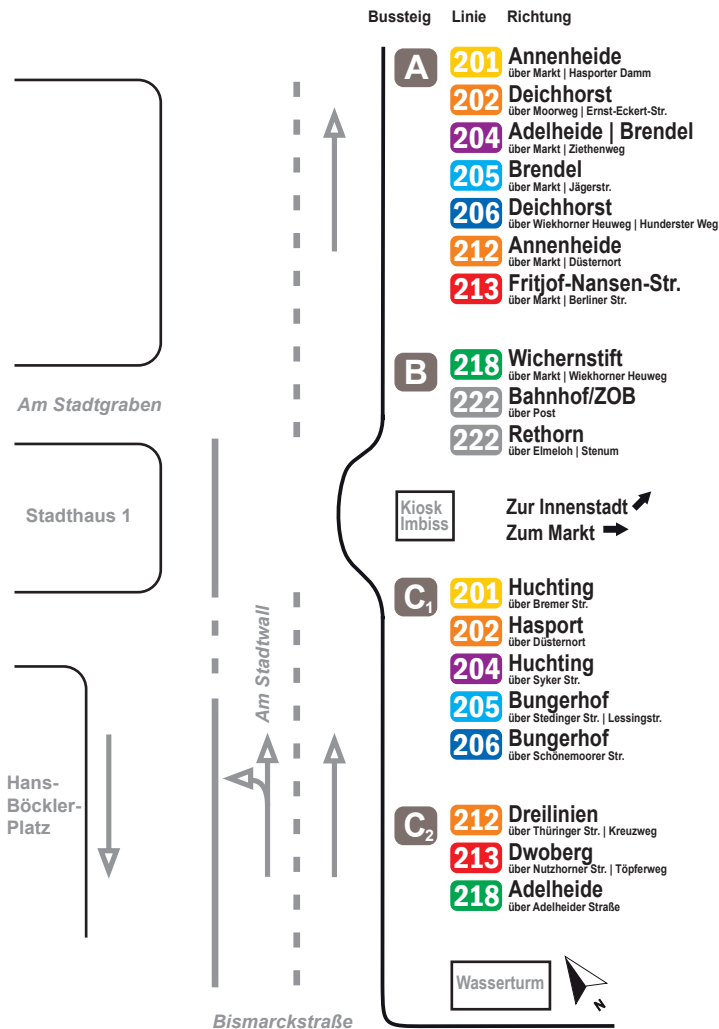 Bussteig Linie Richtung
A
201 Annenheide
über Markt | Hasporter Damm
202 Deichhorst
über Moorweg | Ernst-Eckert-Str.
204 Adelheide | Brendel
über Markt | Ziethenweg
205 Brendel
über Markt | Jägerstr.
206 Deichhorst
über Wiekhorner Heuweg | Hunderster Weg
212 Annenheide
über Markt | Düsternort
213 Fritjof-Nansen-Str.
über Markt | Berliner Str.
B
218 Wichernstift
über Markt | Wiekhorner Heuweg
222 Bahnhof/ZOB
über Post
222 Rethorn
über Elmeloh | Stenum
Am Stadtgraben
Stadthaus 1
Kiosk
Imbiss
Zur Innenstadt
Zum Markt
C1
201 Huchting
über Bremer Str.
202 Hasport
über Düsternort
204 Huchting
über Syker Str.
205 Bungerhof
über Stedinger Str. | Lessingstr.
206 Bungerhof
über Schönemoorer Str.
Am Stadtwall
Hans-
Böckler-
Platz
C2
212 Dreilinien
über Thüringer Str. | Kreuzweg
213 Dwoberg
über Nutzhorner Str. | Töpferweg
218 Adelheide
über Adelheider Straße
Wasserturm
N
Bismarckstraße